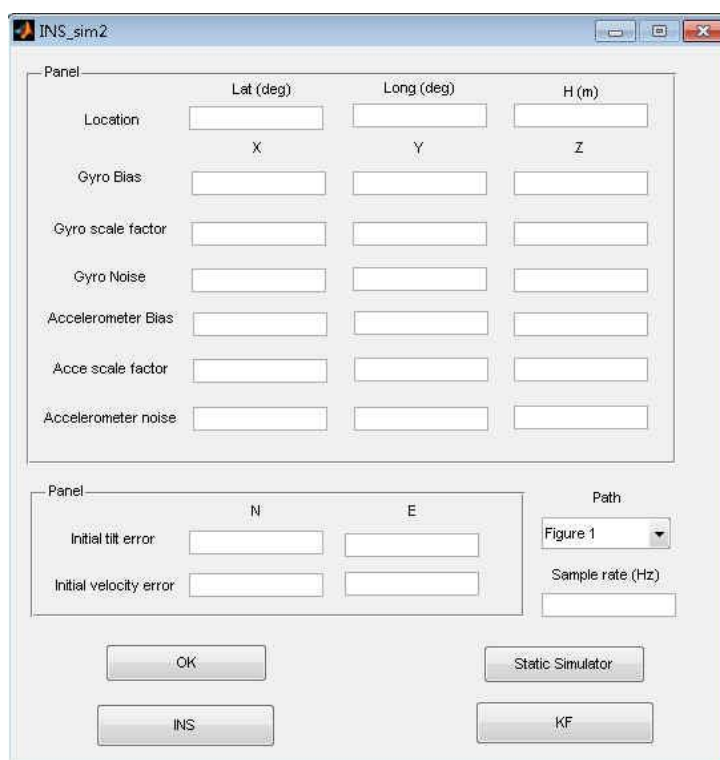 INS_sim2
Panel
Lat (deg) Long (deg) H (m)
Location
X Y Z
Gyro Bias
Gyro scale factor
Gyro Noise
Accelerometer Bias
Acce scale factor
Accelerometer noise
Panel
N E
Initial tilt error
Initial velocity error
Path
Figure 1
Sample rate (Hz)
OK
Static Simulator
INS
KF